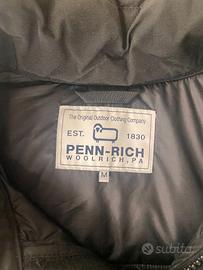 The Original Outdoor Clothing Company
EST. 1830
PENN-RICH
WOOLRICH, PA
M
subito